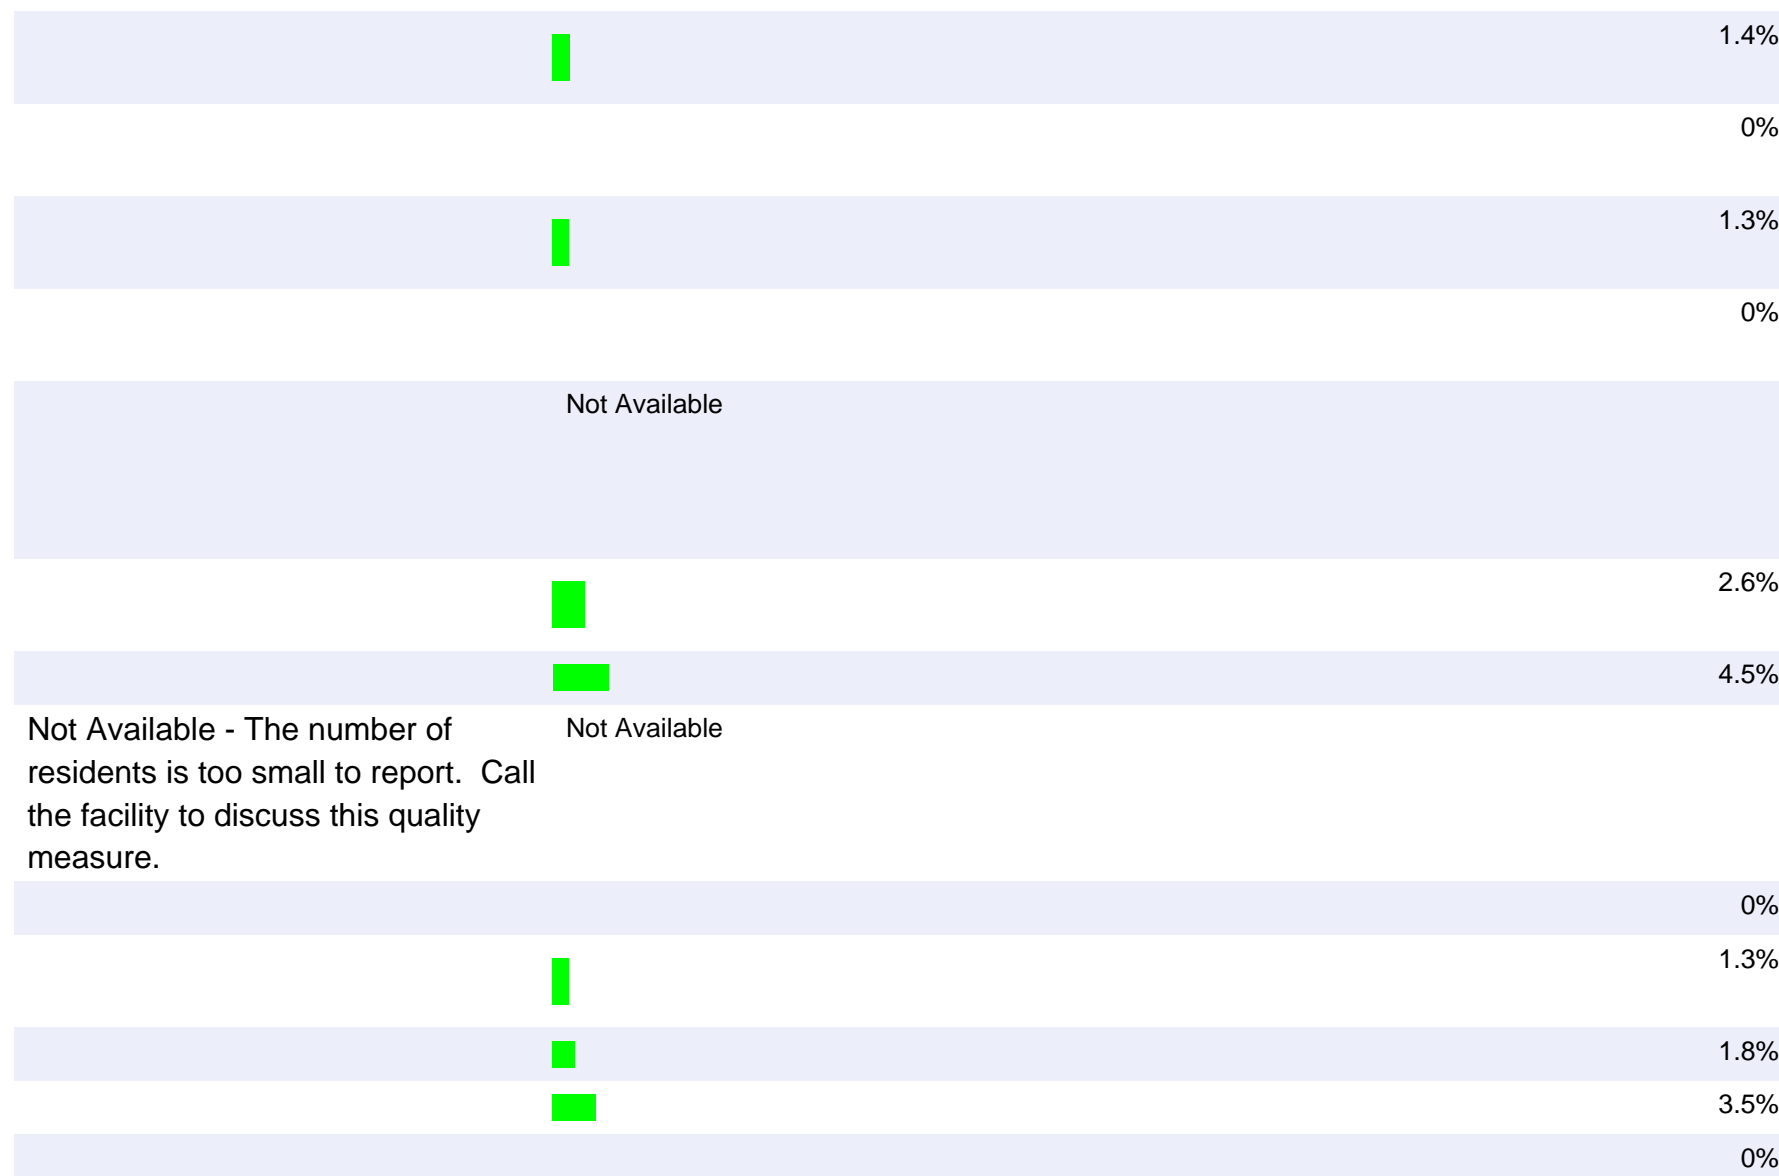 1.4%
0%
1.3%
0%
Not Available
2.6%
4.5%
Not Available - The number of
residents is too small to report.  Call
the facility to discuss this quality
measure.
Not Available
0%
1.3%
1.8%
3.5%
0%